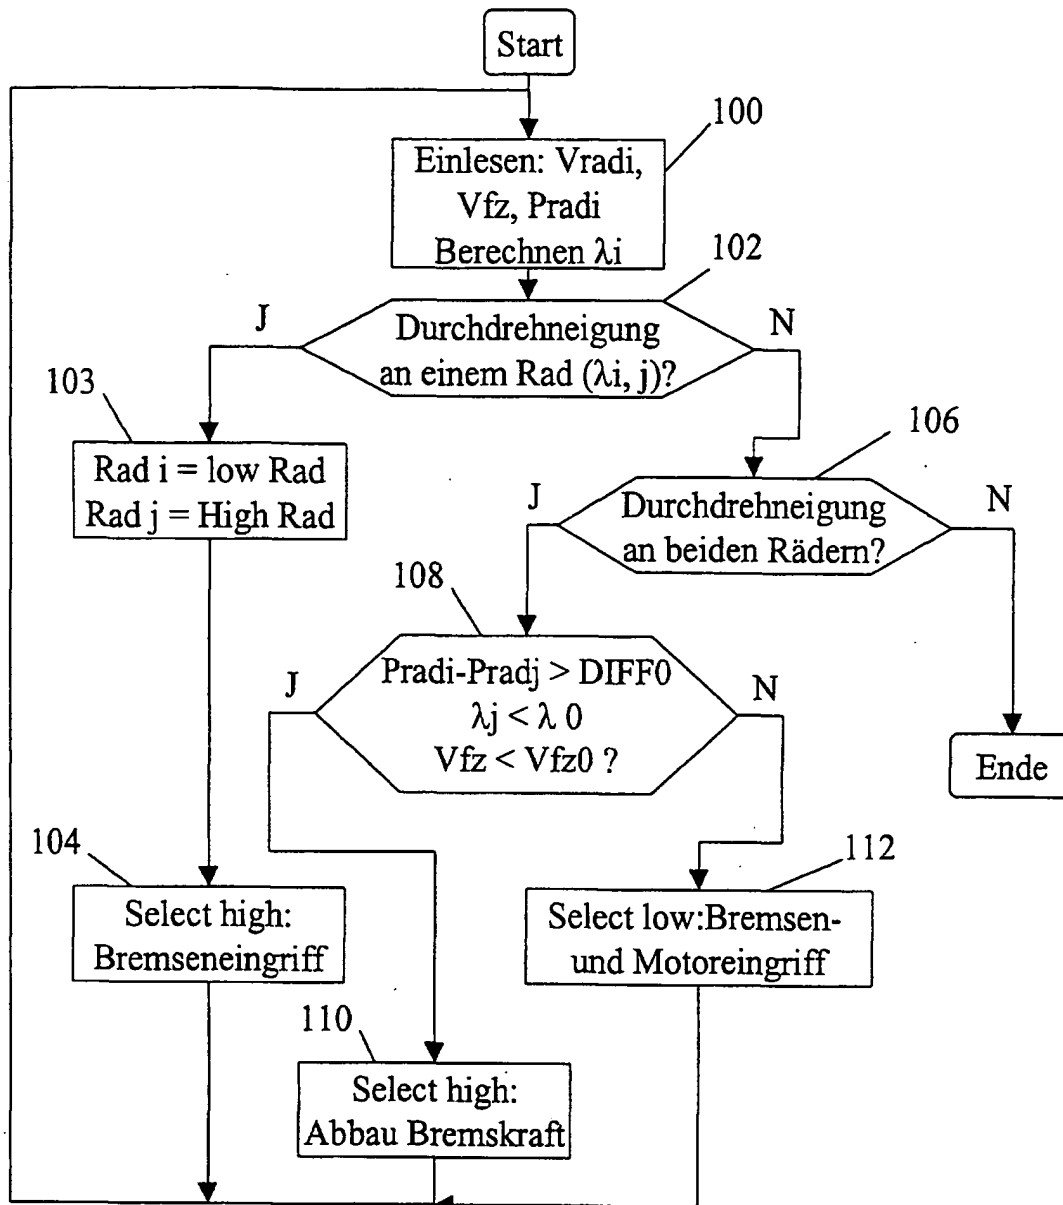 Start
100
Einlesen: Vradi,
Vfz, Pradi
Berechnen λi
102
J
N
Durchdrehneigung
an einem Rad (λi, j)?
103
106
Rad i = low Rad
Rad j = High Rad
J
N
Durchdrehneigung
an beiden Rädern?
108
J
N
Pradi-Pradj > DIFF0
λj < λ 0
Vfz < Vfz0 ?
Ende
104
112
Select high:
Bremseneingriff
Select low:Bremsen-
und Motoreingriff
110
Select high:
Abbau Bremskraft